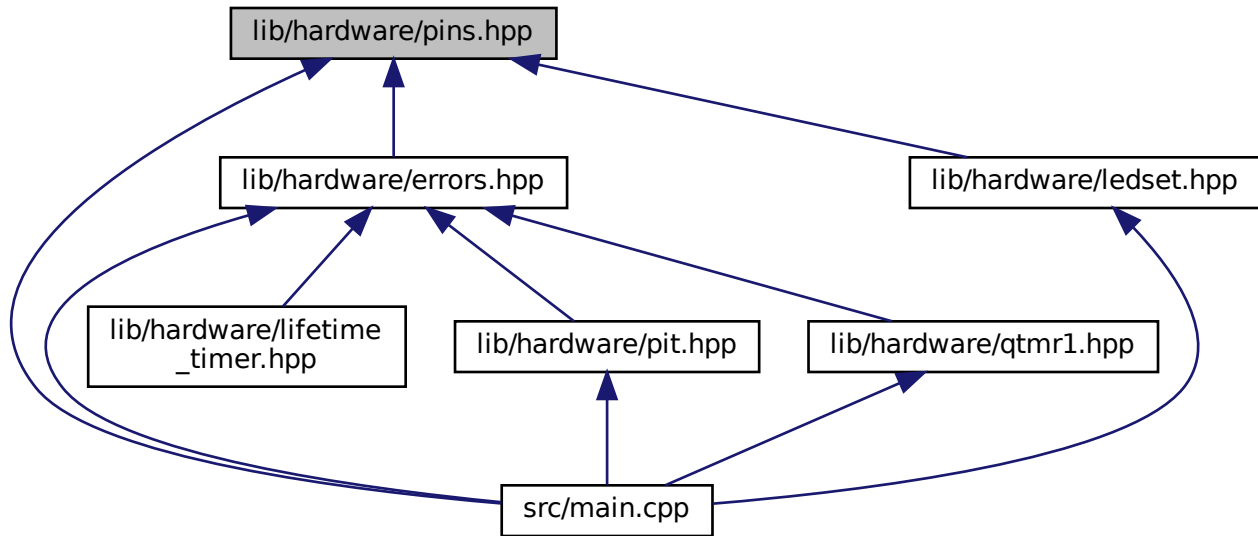 lib/hardware/pins.hpp
lib/hardware/errors.hpp
lib/hardware/ledset.hpp
lib/hardware/lifetime
_timer.hpp
lib/hardware/pit.hpp
lib/hardware/qtmr1.hpp
src/main.cpp